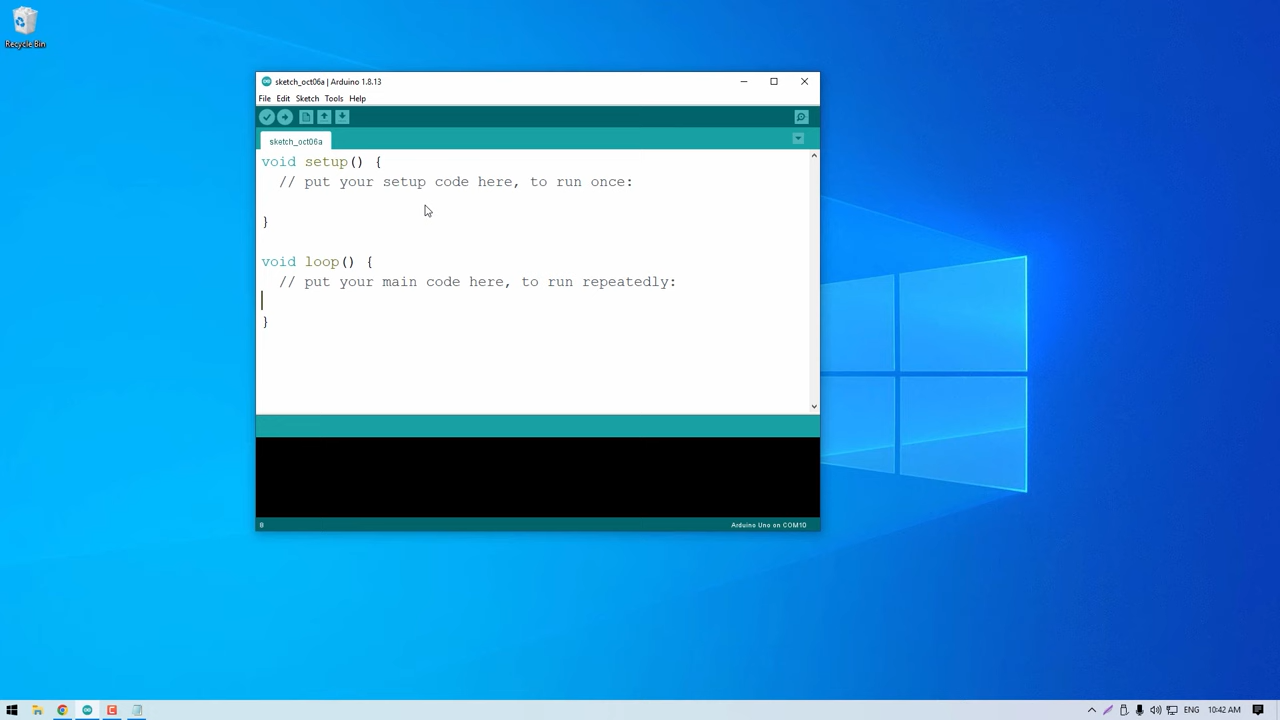 Recycle Bin
sketch_oct06a | Arduino 1.8.13
File Edit Sketch Tools Help
sketch_oct06a
void setup() {
// put your setup code here, to run once:
}
void loop() {
// put your main code here, to run repeatedly:
}
8
Arduino Uno on COM10
ENG
10:42 AM